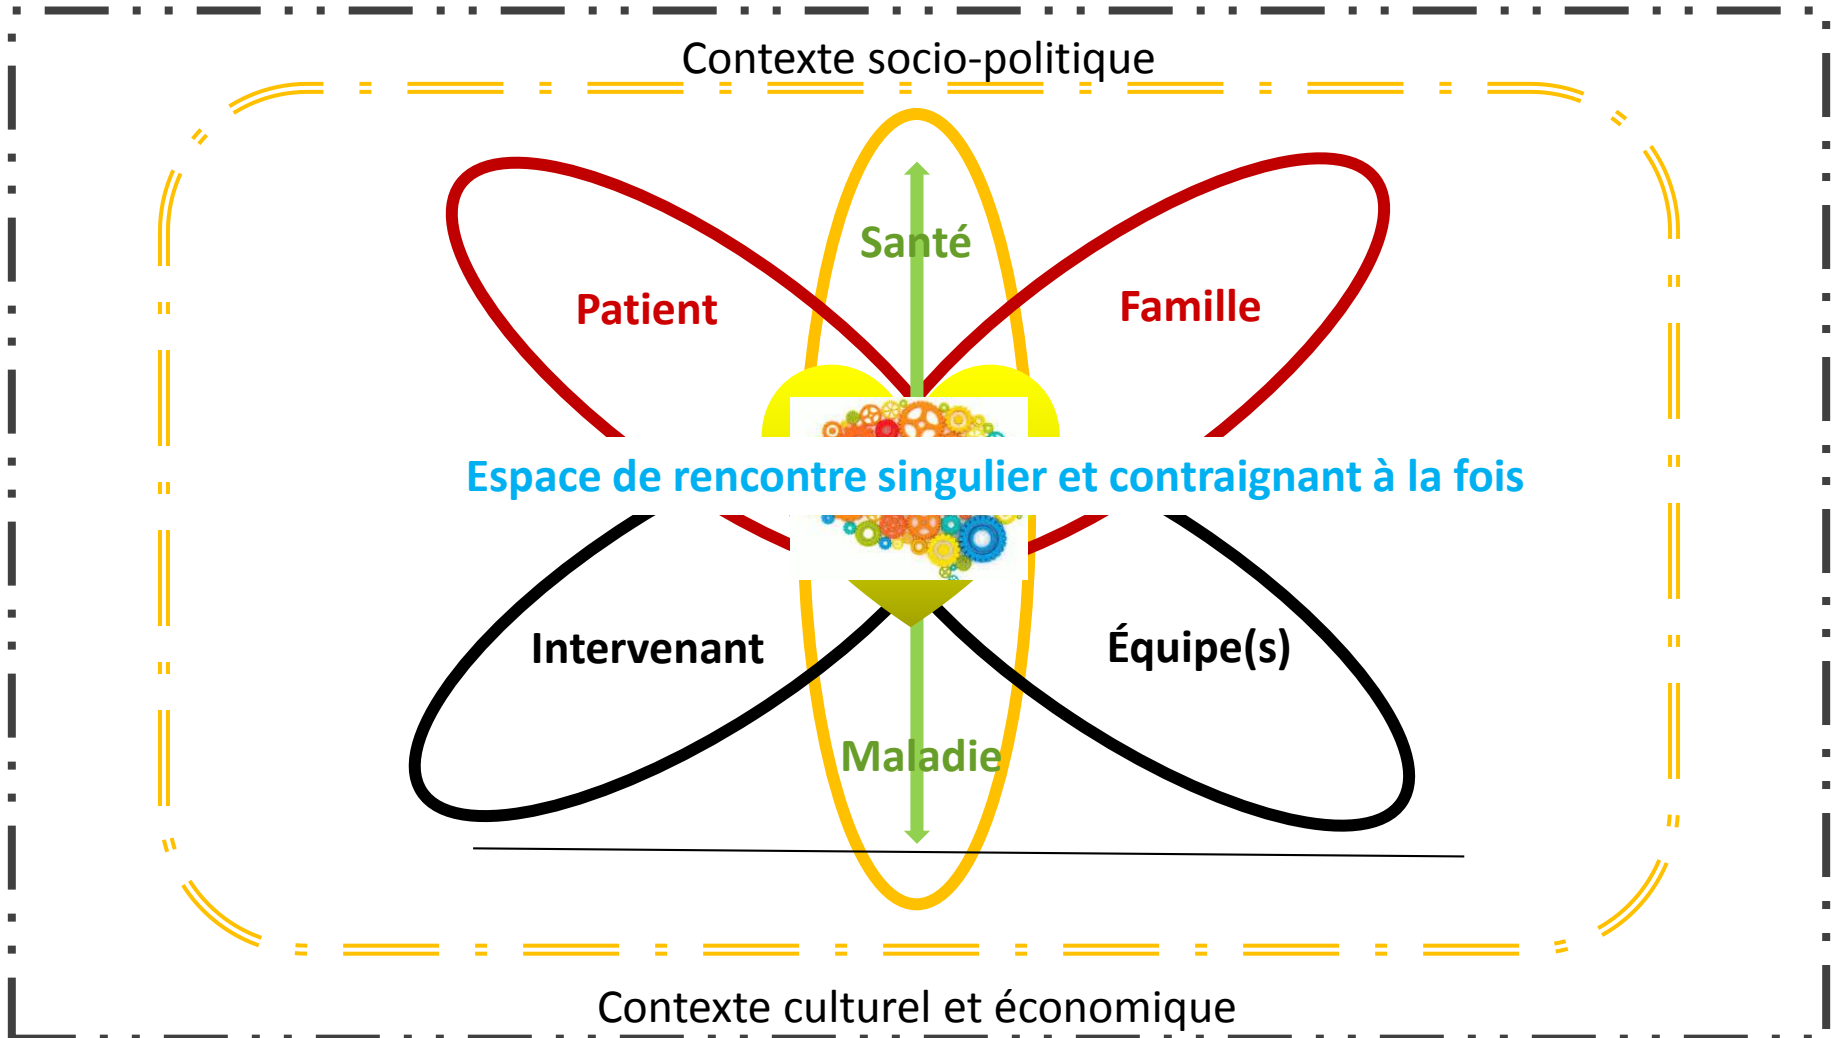 Contexte socio-politique
Santé
Patient
Famille
Espace de rencontre singulier et contraignant à la fois
Intervenant
Équipe(s)
Maladie
Contexte culturel et économique